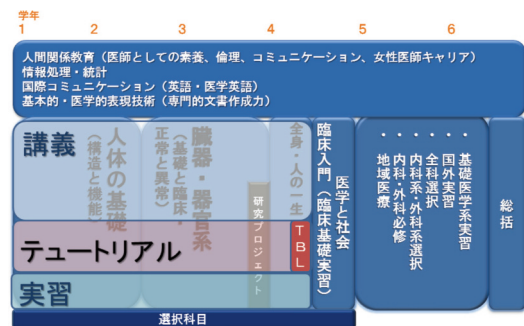 学年
1 2 3 4 5 6
人間関係教育（医師としての素養、倫理、コミュニケーション、女性医師キャリア）
情報処理・統計
国際コミュニケーション（英語・医学英語）
基本的・医学的表現技術（専門的文書作成力）
講義
人体の基礎
（構造と機能）
臓器・器官系
（基礎と臨床・
正常と異常）
全身・人の一生
研究プロジェクト
テュートリアル
TBL
実習
医学と社会
臨床入門（臨床基礎実習）
・基礎医学系実習
・国外実習
・全科選択
・内科系・外科系選択
・内科・外科必修
・地域医療
総括
選択科目